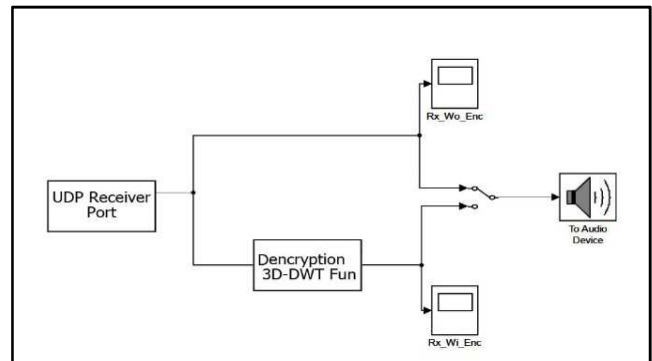 Rx_Wo_Enc
UDP Receiver
Port
To Audio
Device
Dencryption
3D-DWT Fun
Rx_Wi_Enc